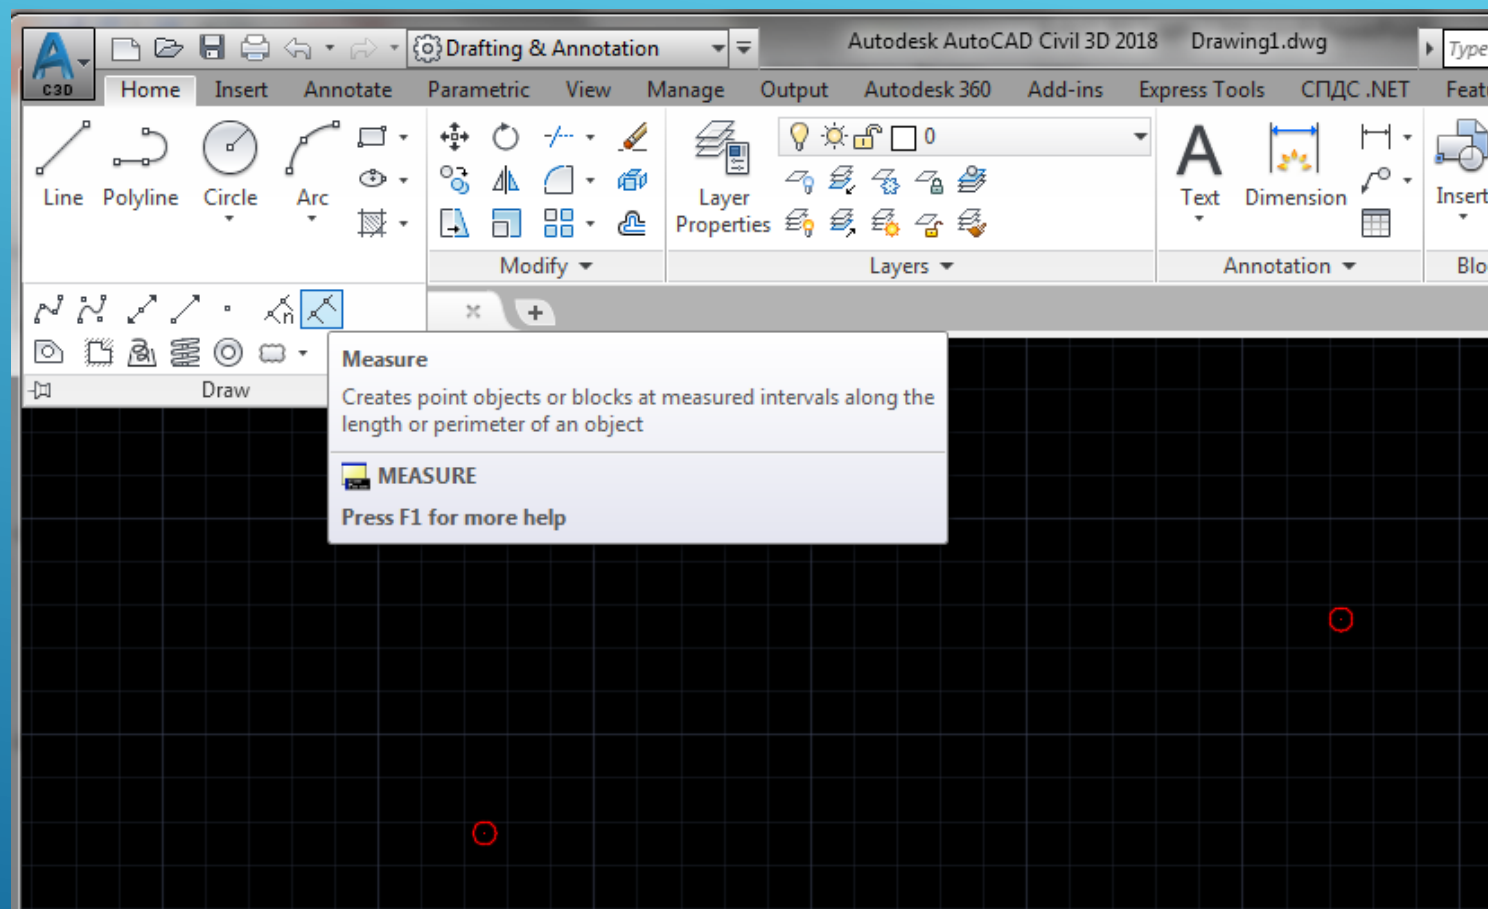 Drafting & Annotation
Autodesk AutoCAD Civil 3D 2018 Drawing1.dwg
Type
C3D
Home Insert Annotate Parametric View Manage Output Autodesk 360 Add-ins Express Tools СПДС .NET Feat
0
Line Polyline Circle Arc
Layer
Properties
Text Dimension
Insert
Modify Layers Annotation Blo
Draw
Measure
Creates point objects or blocks at measured intervals along the
length or perimeter of an object
MEASURE
Press F1 for more help